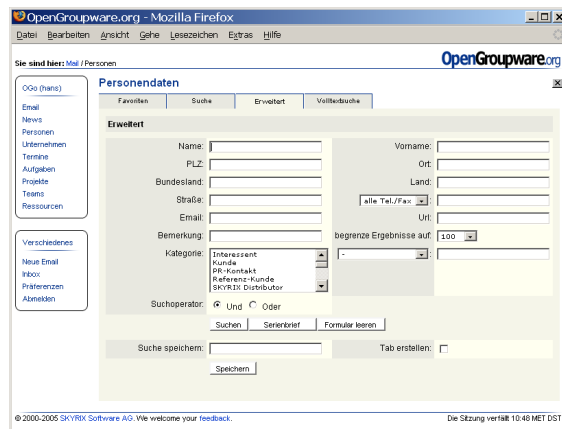 OpenGroupware.org - Mozilla Firefox
Datei Bearbeiten Ansicht Gehe Lesezeichen Extras Hilfe
Sie sind hier: Mail / Personen
OpenGroupware.org
OGo (hans)
Email
News
Personen
Unternehmen
Termine
Aufgaben
Projekte
Teams
Ressourcen
Verschiedenes
Neue Email
Inbox
Präferenzen
Abmelden
Personendaten
Favoriten Suche Erweitert Volltextsuche
Erweitert
Name: Vorname:
PLZ: Ort:
Bundesland: Land:
Straße: alle Tel./Fax :
Email: Url:
Bemerkung: begrenze Ergebnisse auf: 100
Kategorie: Interessent - :
Kunde
PR-Kontakt
Referenz-Kunde
SKYRIX Distributor
Suchoperator: Und Oder
Suchen Serienbrief Formular leeren
Suche speichern: Tab erstellen:
Speichern
© 2000-2005 SKYRIX Software AG. We welcome your feedback. Die Sitzung verfällt 10:48 MET DST